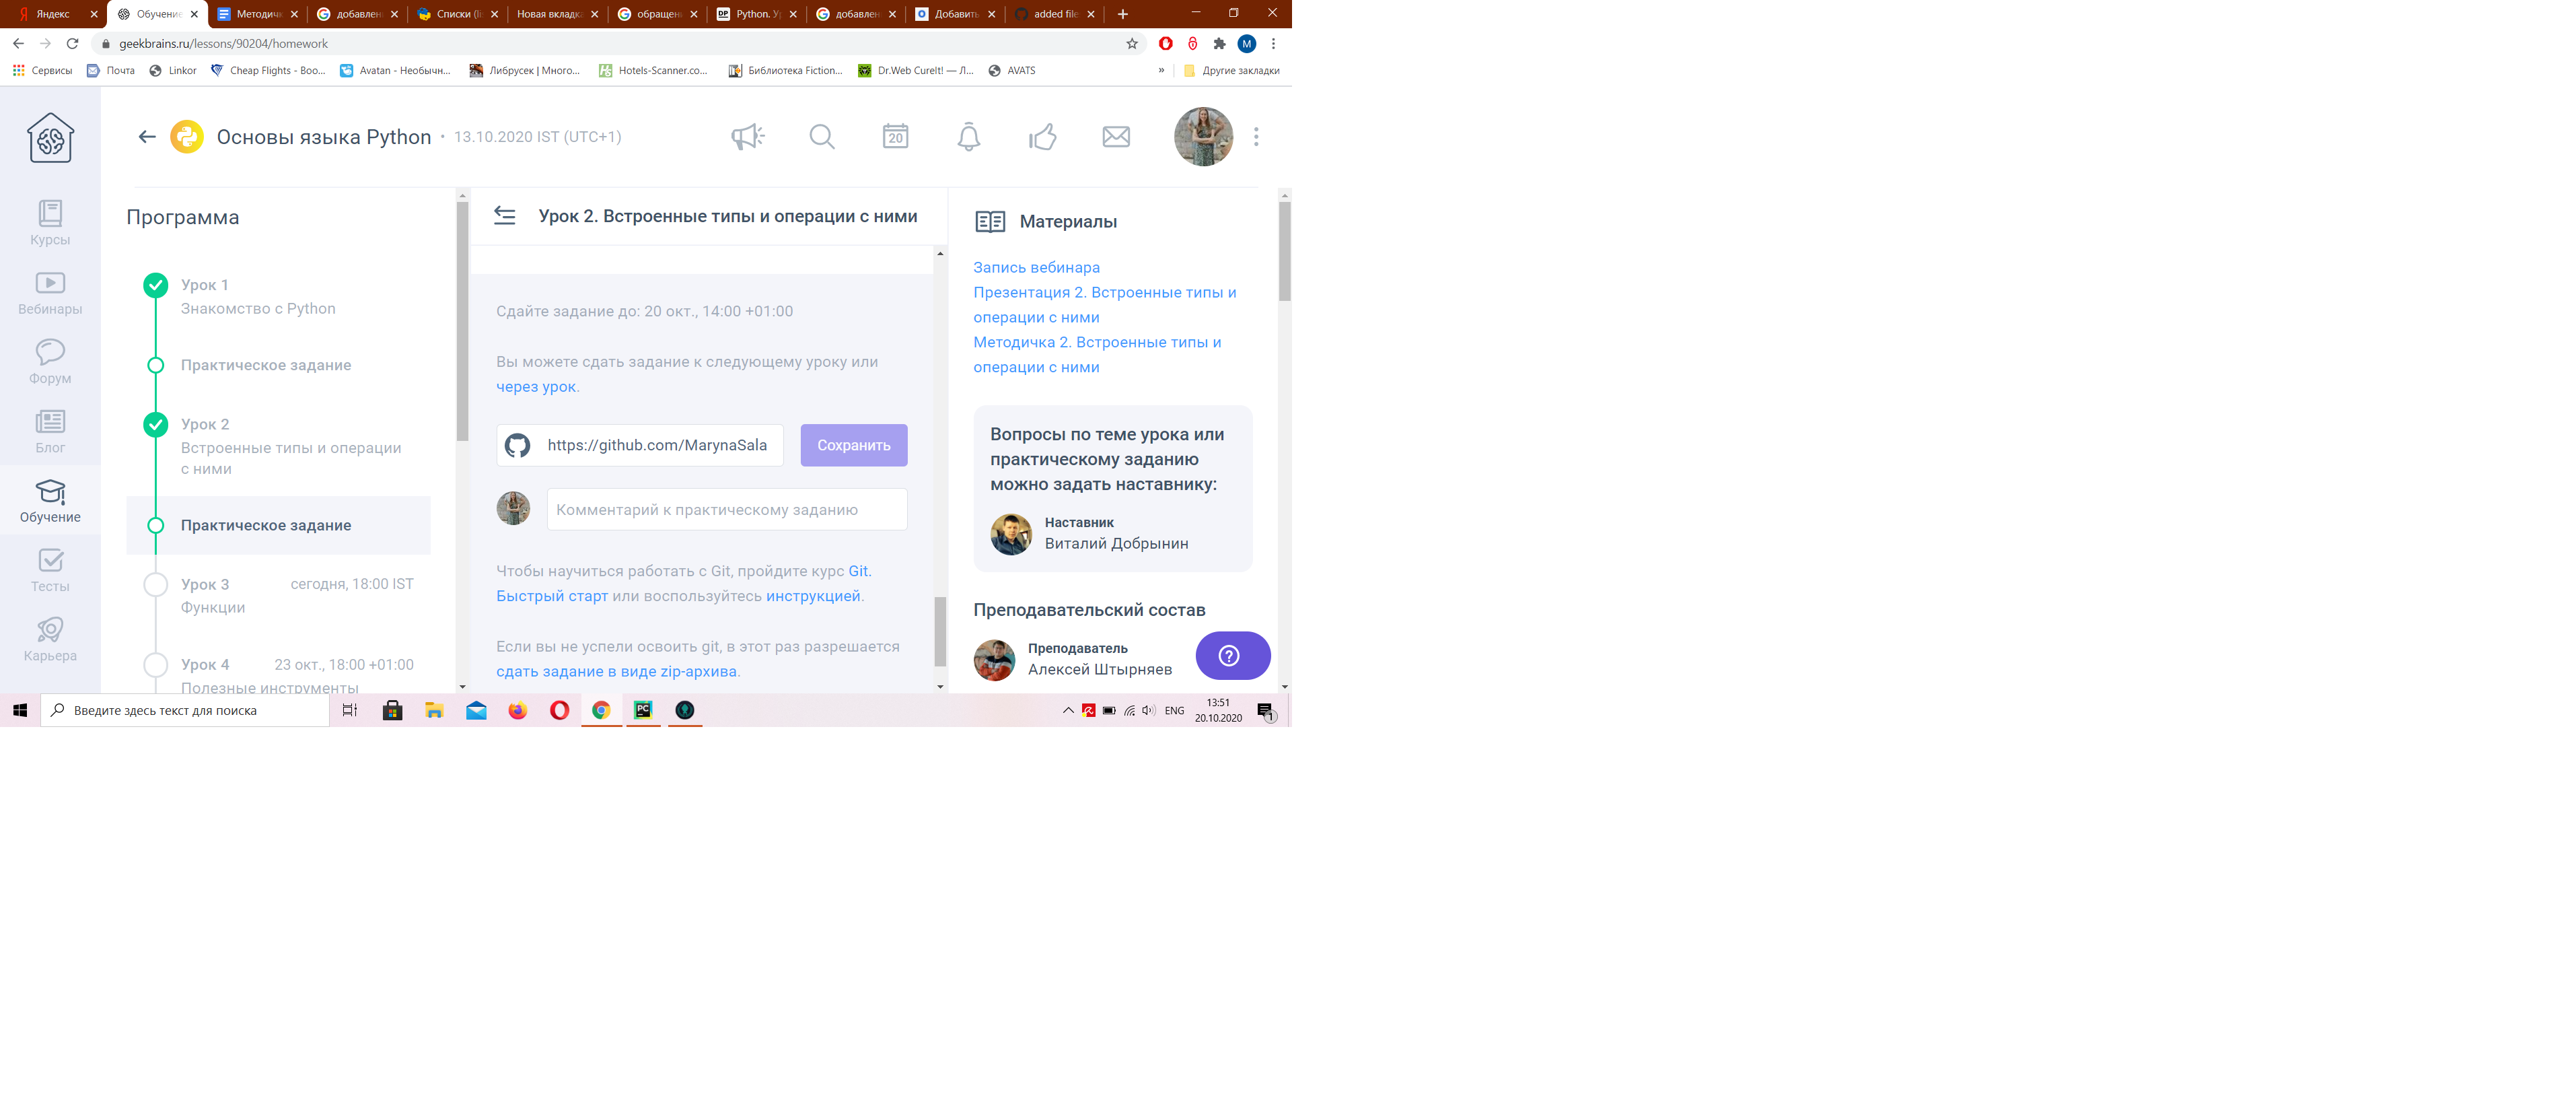 Яндекс
Обучение
Методичк
добавлен
Списки (li
Новая вкладка
обращен
Python. Ур
добавлен
Добавить
added file
geekbrains.ru/lessons/90204/homework
Сервисы
Почта
Linkor
Cheap Flights - Boo...
Avatan - Необычн...
Либрусек | Много...
Hotels-Scanner.co...
Библиотека Fiction...
Dr.Web CureIt! — Л...
AVATS
»
Другие закладки
Основы языка Python • 13.10.2020 IST (UTC+1)
20
Курсы
Вебинары
Форум
Блог
Обучение
Тесты
Карьера
Программа
Урок 1
Знакомство с Python
Практическое задание
Урок 2
Встроенные типы и операции
с ними
Практическое задание
Урок 3 сегодня, 18:00 IST
Функции
Урок 4 23 окт., 18:00 +01:00
Полезные инструменты
Урок 2. Встроенные типы и операции с ними
Сдайте задание до: 20 окт., 14:00 +01:00
Вы можете сдать задание к следующему уроку или
через урок.
https://github.com/MarynaSala
Сохранить
Комментарий к практическому заданию
Чтобы научиться работать с Git, пройдите курс Git.
Быстрый старт или воспользуйтесь инструкцией.
Если вы не успели освоить git, в этот раз разрешается
сдать задание в виде zip-архива.
Материалы
Запись вебинара
Презентация 2. Встроенные типы и
операции с ними
Методичка 2. Встроенные типы и
операции с ними
Вопросы по теме урока или
практическому заданию
можно задать наставнику:
Наставник
Виталий Добрынин
Преподавательский состав
Преподаватель
Алексей Штырняев
Введите здесь текст для поиска
ENG
13:51
20.10.2020
1